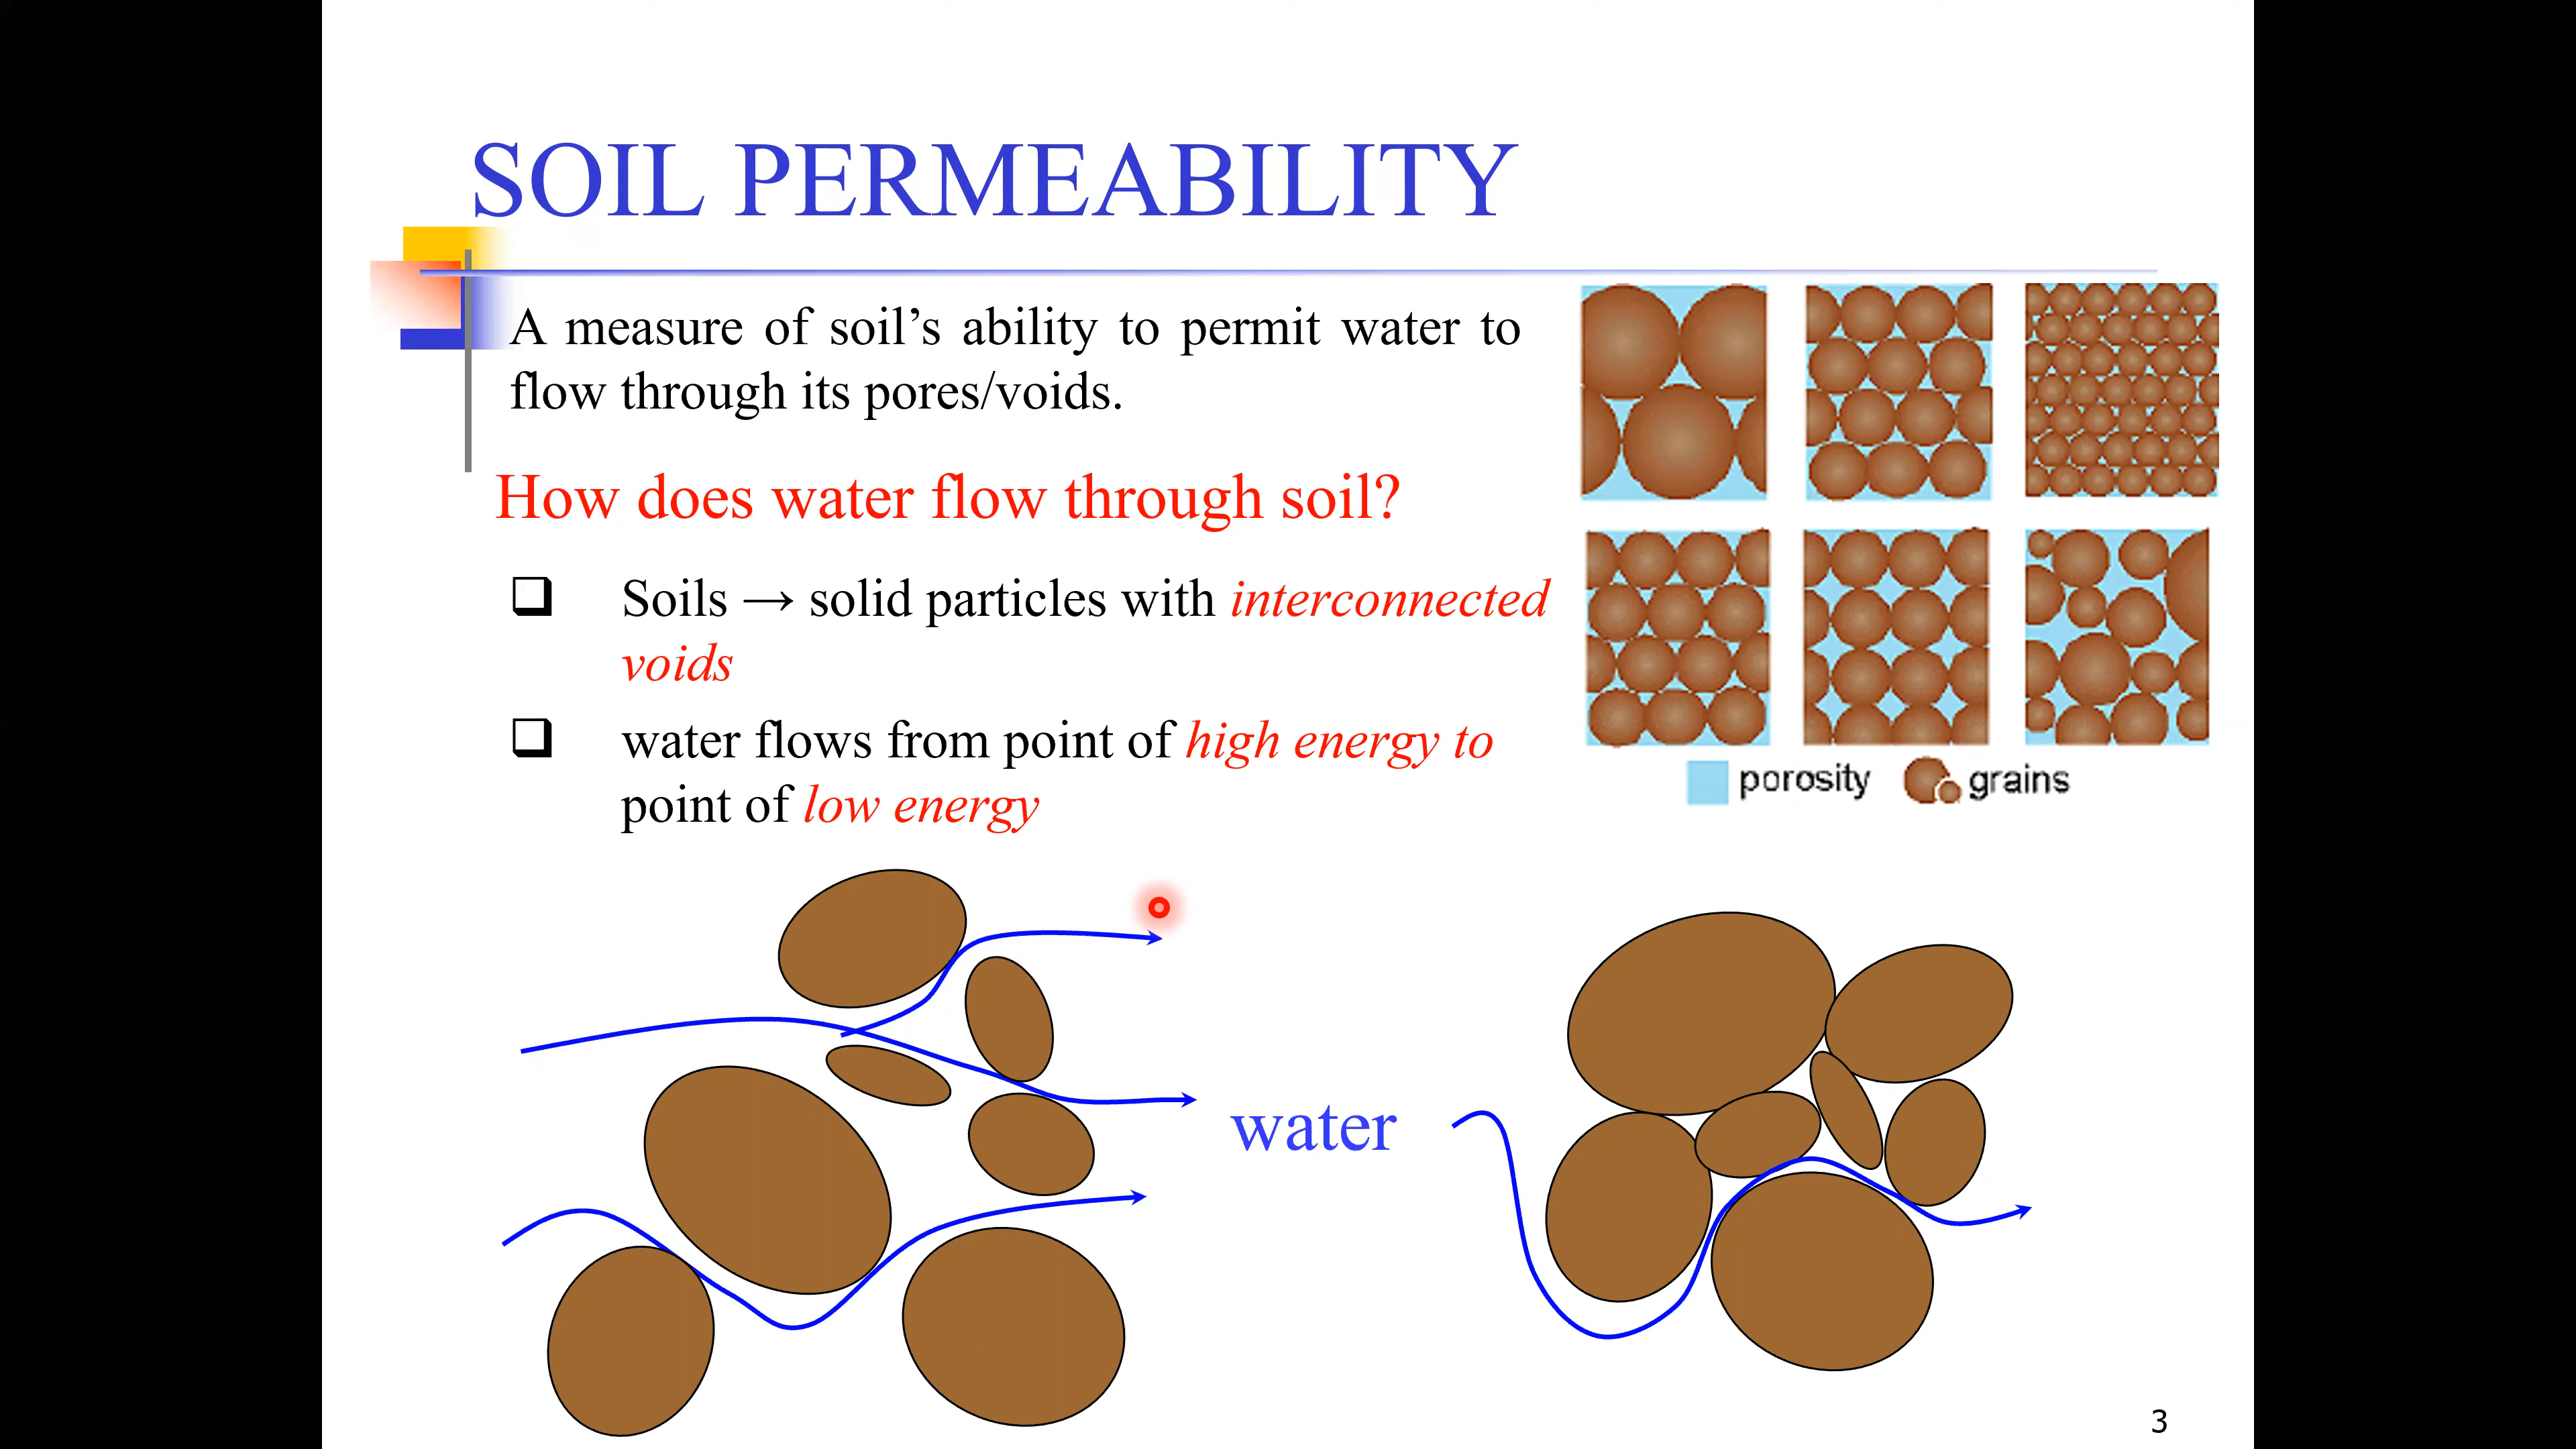 SOIL PERMEABILITY
A measure of soil’s ability to permit water to
flow through its pores/voids.
How does water flow through soil?
❑ Soils → solid particles with interconnected
voids
❑ water flows from point of high energy to
point of low energy
porosity grains
water
3